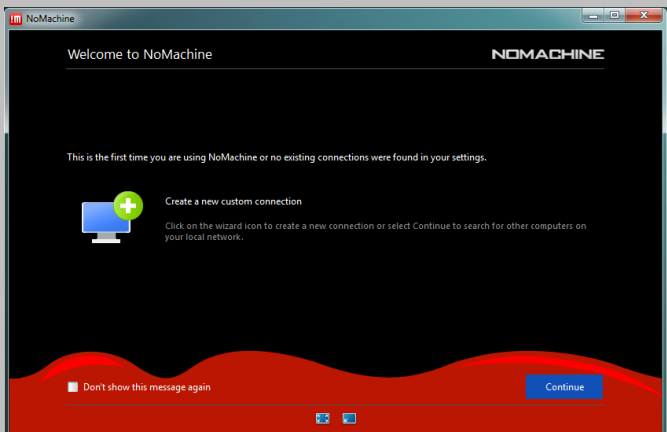 !M NoMachine
Welcome to NoMachine
NOMACHINE
This is the first time you are using NoMachine or no existing connections were found in your settings.
Create a new custom connection
Click on the wizard icon to create a new connection or select Continue to search for other computers on
your local network.
Don't show this message again
Continue